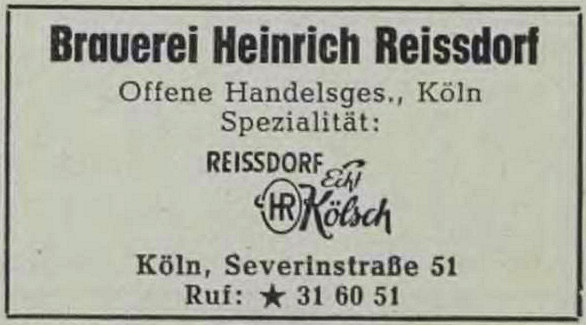 Brauerei Heinrich Reissdorf
Offene Handelsges., Köln
Spezialität:
REISSDORF
Echt
HR Kölsch
Köln, Severinstraße 51
Ruf: ★ 31 60 51